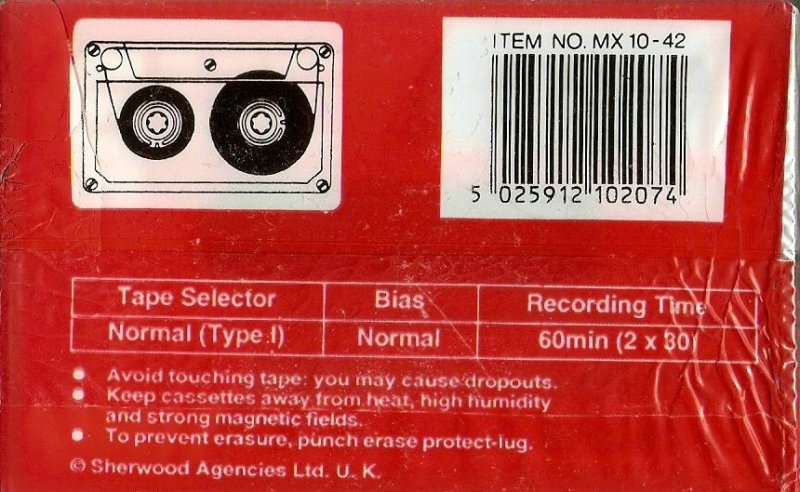 ITEM NO. MX 10-42
5 025912 102074
Tape Selector Bias Recording Time
Normal (Type I) Normal 60min (2 x 30)
• Avoid touching tape: you may cause dropouts.
• Keep cassettes away from heat, high humidity
and strong magnetic fields.
• To prevent erasure, punch erase protect-lug.
© Sherwood Agencies Ltd. U. K.